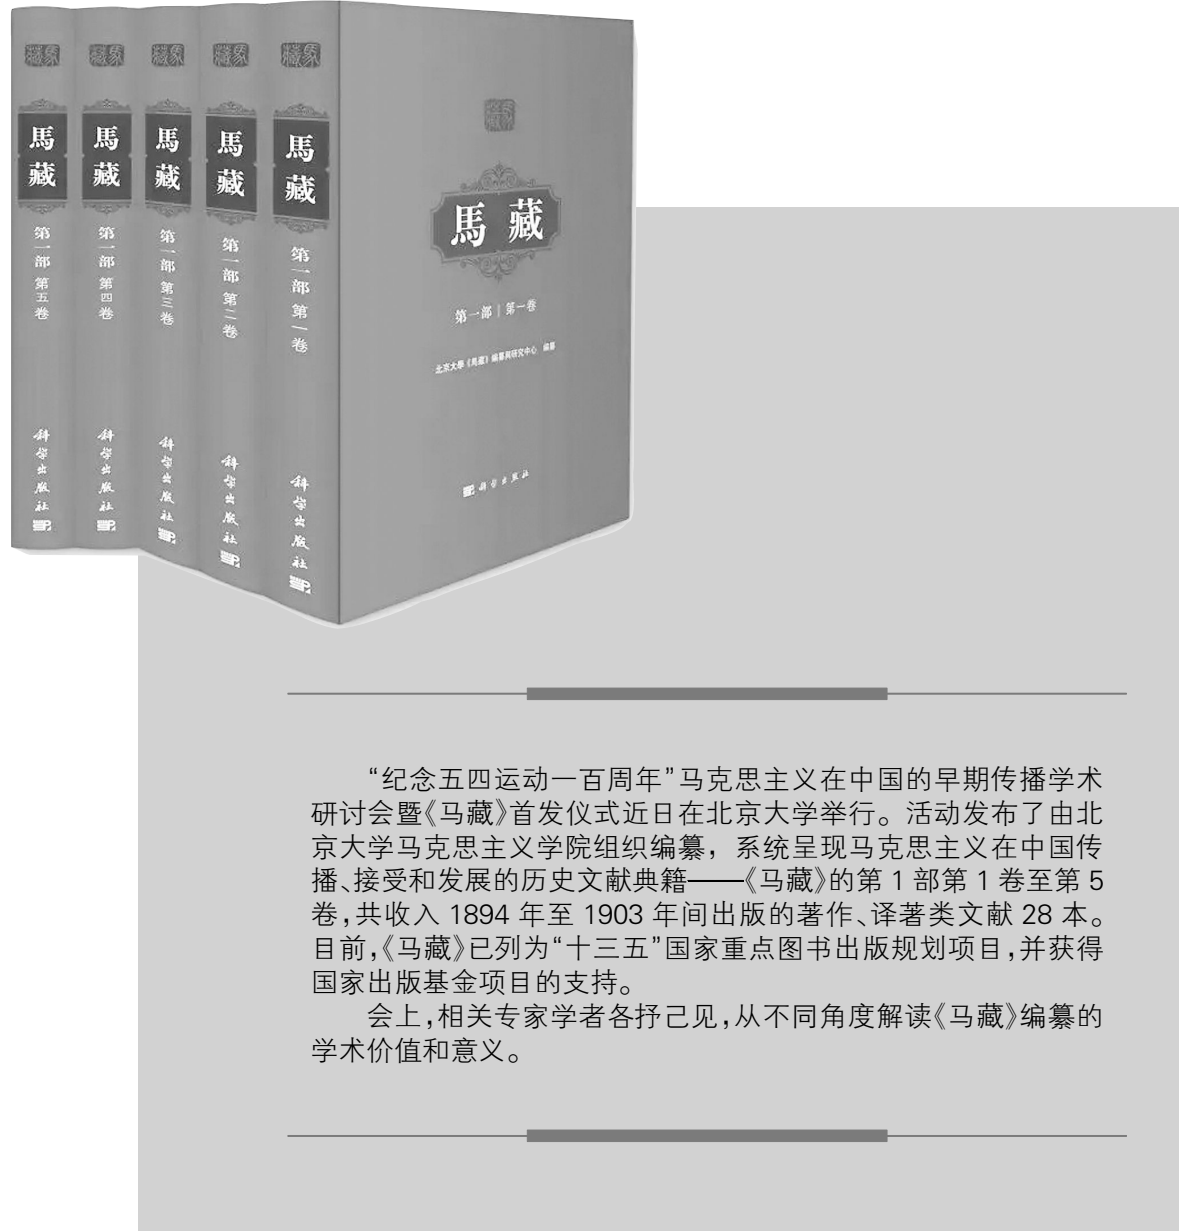 馬藏
第一部 第五卷
科学出版社
馬藏
第一部 第四卷
科学出版社
馬藏
第一部 第三卷
科学出版社
馬藏
第一部 第二卷
科学出版社
馬藏
第一部 第一卷
科学出版社
馬藏
第一部 | 第一卷
北京大學《馬藏》編纂與研究中心 編纂
科学出版社
“纪念五四运动一百周年”马克思主义在中国的早期传播学术
研讨会暨《马藏》首发仪式近日在北京大学举行。活动发布了由北
京大学马克思主义学院组织编纂，系统呈现马克思主义在中国传
播、接受和发展的历史文献典籍——《马藏》的第 1 部第 1 卷至第 5
卷，共收入 1894 年至 1903 年间出版的著作、译著类文献 28 本。
目前，《马藏》已列为“十三五”国家重点图书出版规划项目，并获得
国家出版基金项目的支持。
会上，相关专家学者各抒己见，从不同角度解读《马藏》编纂的
学术价值和意义。